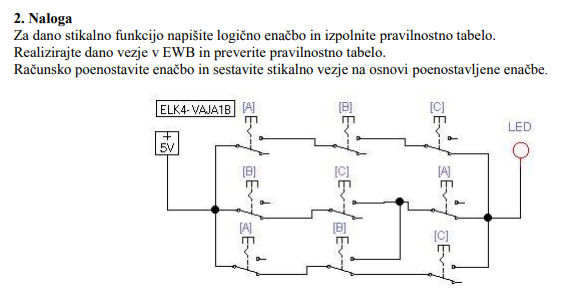 2. Naloga
Za dano stikalno funkcijo napišite logično enačbo in izpolnite pravilnostno tabelo.
Realizirajte dano vezje v EWB in preverite pravilnostno tabelo.
Računsko poenostavite enačbo in sestavite stikalno vezje na osnovi poenostavljene enačbe.
ELK4-VAJA1B [A] [B] [C]
LED
+
5V
[B] [C] [A]
[A] [B] [C]